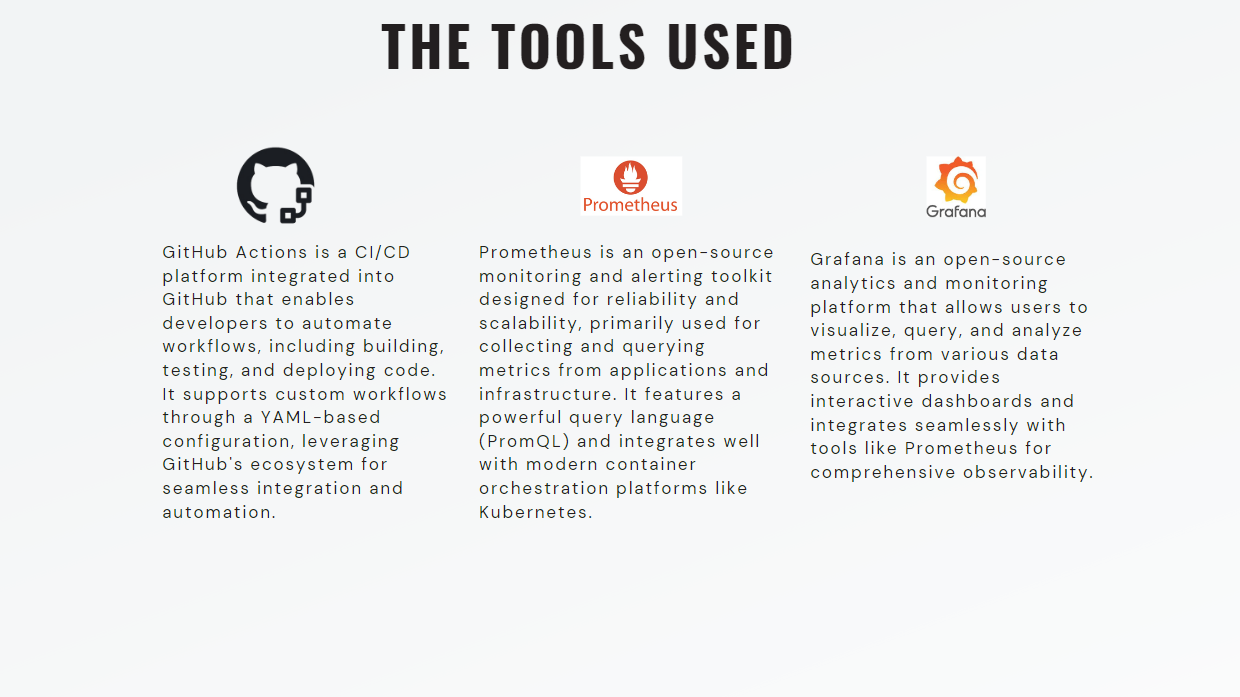 THE TOOLS USED
Prometheus
Grafana
GitHub Actions is a CI/CD
platform integrated into
GitHub that enables
developers to automate
workflows, including building,
testing, and deploying code.
It supports custom workflows
through a YAML-based
configuration, leveraging
GitHub's ecosystem for
seamless integration and
automation.
Prometheus is an open-source
monitoring and alerting toolkit
designed for reliability and
scalability, primarily used for
collecting and querying
metrics from applications and
infrastructure. It features a
powerful query language
(PromQL) and integrates well
with modern container
orchestration platforms like
Kubernetes.
Grafana is an open-source
analytics and monitoring
platform that allows users to
visualize, query, and analyze
metrics from various data
sources. It provides
interactive dashboards and
integrates seamlessly with
tools like Prometheus for
comprehensive observability.